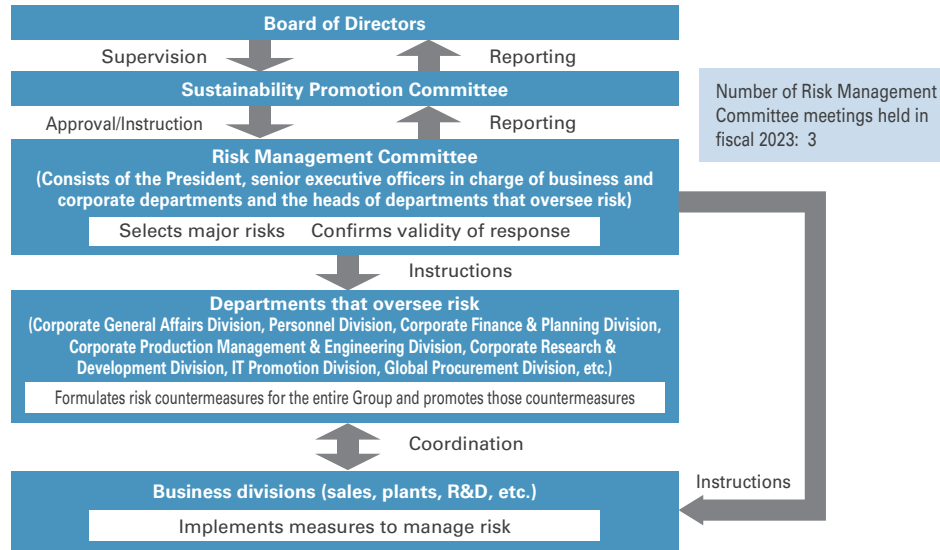 Board of Directors
Supervision
Reporting
Sustainability Promotion Committee
Number of Risk Management
Committee meetings held in
fiscal 2023: 3
Approval/Instruction
Reporting
Risk Management Committee
(Consists of the President, senior executive officers in charge of business and
corporate departments and the heads of departments that oversee risk)
Selects major risks Confirms validity of response
Instructions
Departments that oversee risk
(Corporate General Affairs Division, Personnel Division, Corporate Finance & Planning Division,
Corporate Production Management & Engineering Division, Corporate Research &
Development Division, IT Promotion Division, Global Procurement Division, etc.)
Formulates risk countermeasures for the entire Group and promotes those countermeasures
Coordination
Business divisions (sales, plants, R&D, etc.)
Instructions
Implements measures to manage risk